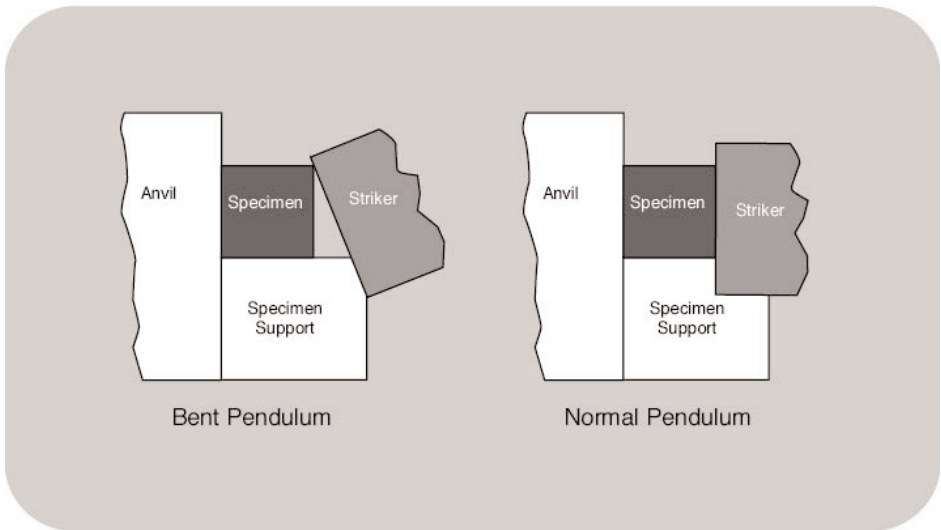 Anvil
Specimen
Striker
Specimen
Support
Bent Pendulum
Anvil
Specimen
Striker
Specimen
Support
Normal Pendulum